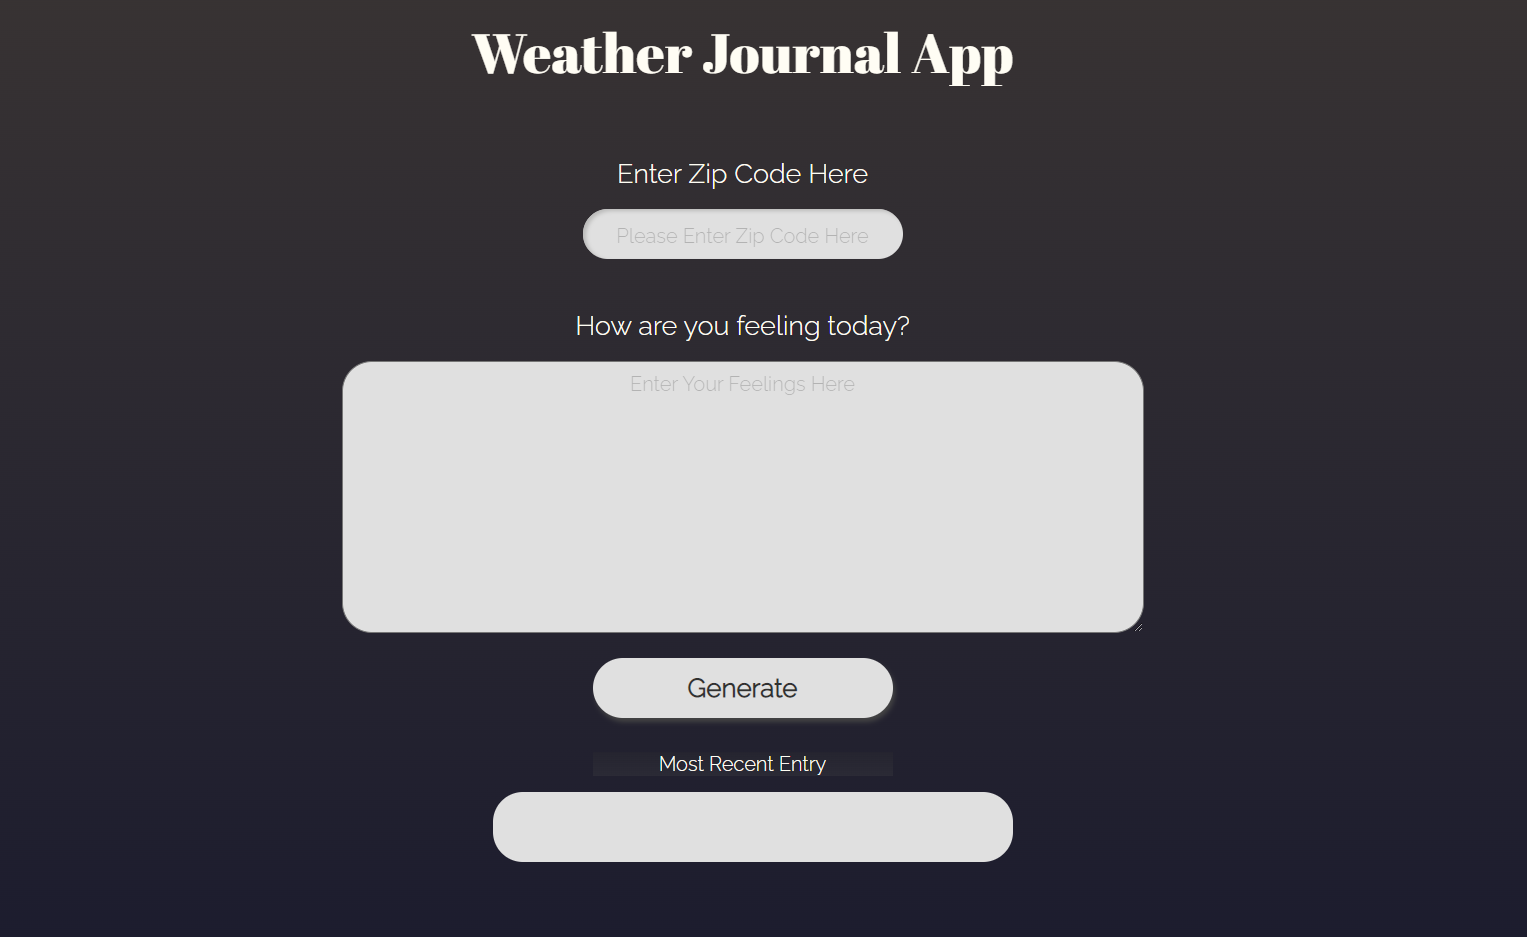 Weather Journal App
Enter Zip Code Here
Please Enter Zip Code Here
How are you feeling today?
Enter Your Feelings Here
Generate
Most Recent Entry